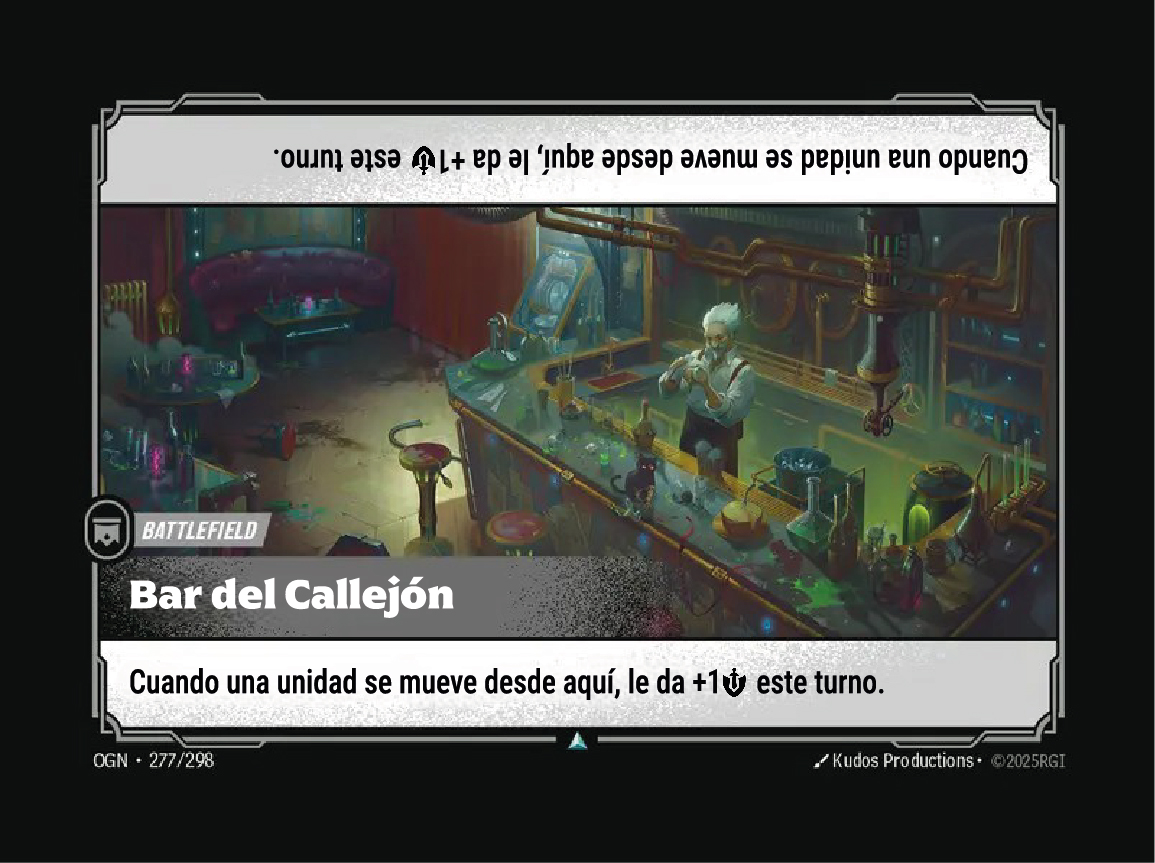 Cuando una unidad se mueve desde aquí, le da +1 este turno.
BATTLEFIELD
Bar del Callejón
Cuando una unidad se mueve desde aquí, le da +1 este turno.
OGN • 277/298
Kudos Productions • ©2025RGI